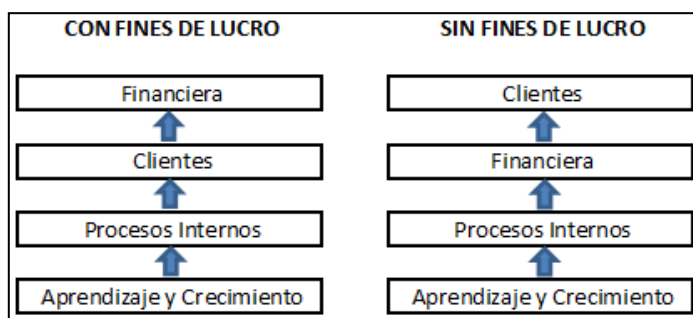 CON FINES DE LUCRO
Financiera
Clientes
Procesos Internos
Aprendizaje y Crecimiento
SIN FINES DE LUCRO
Clientes
Financiera
Procesos Internos
Aprendizaje y Crecimiento